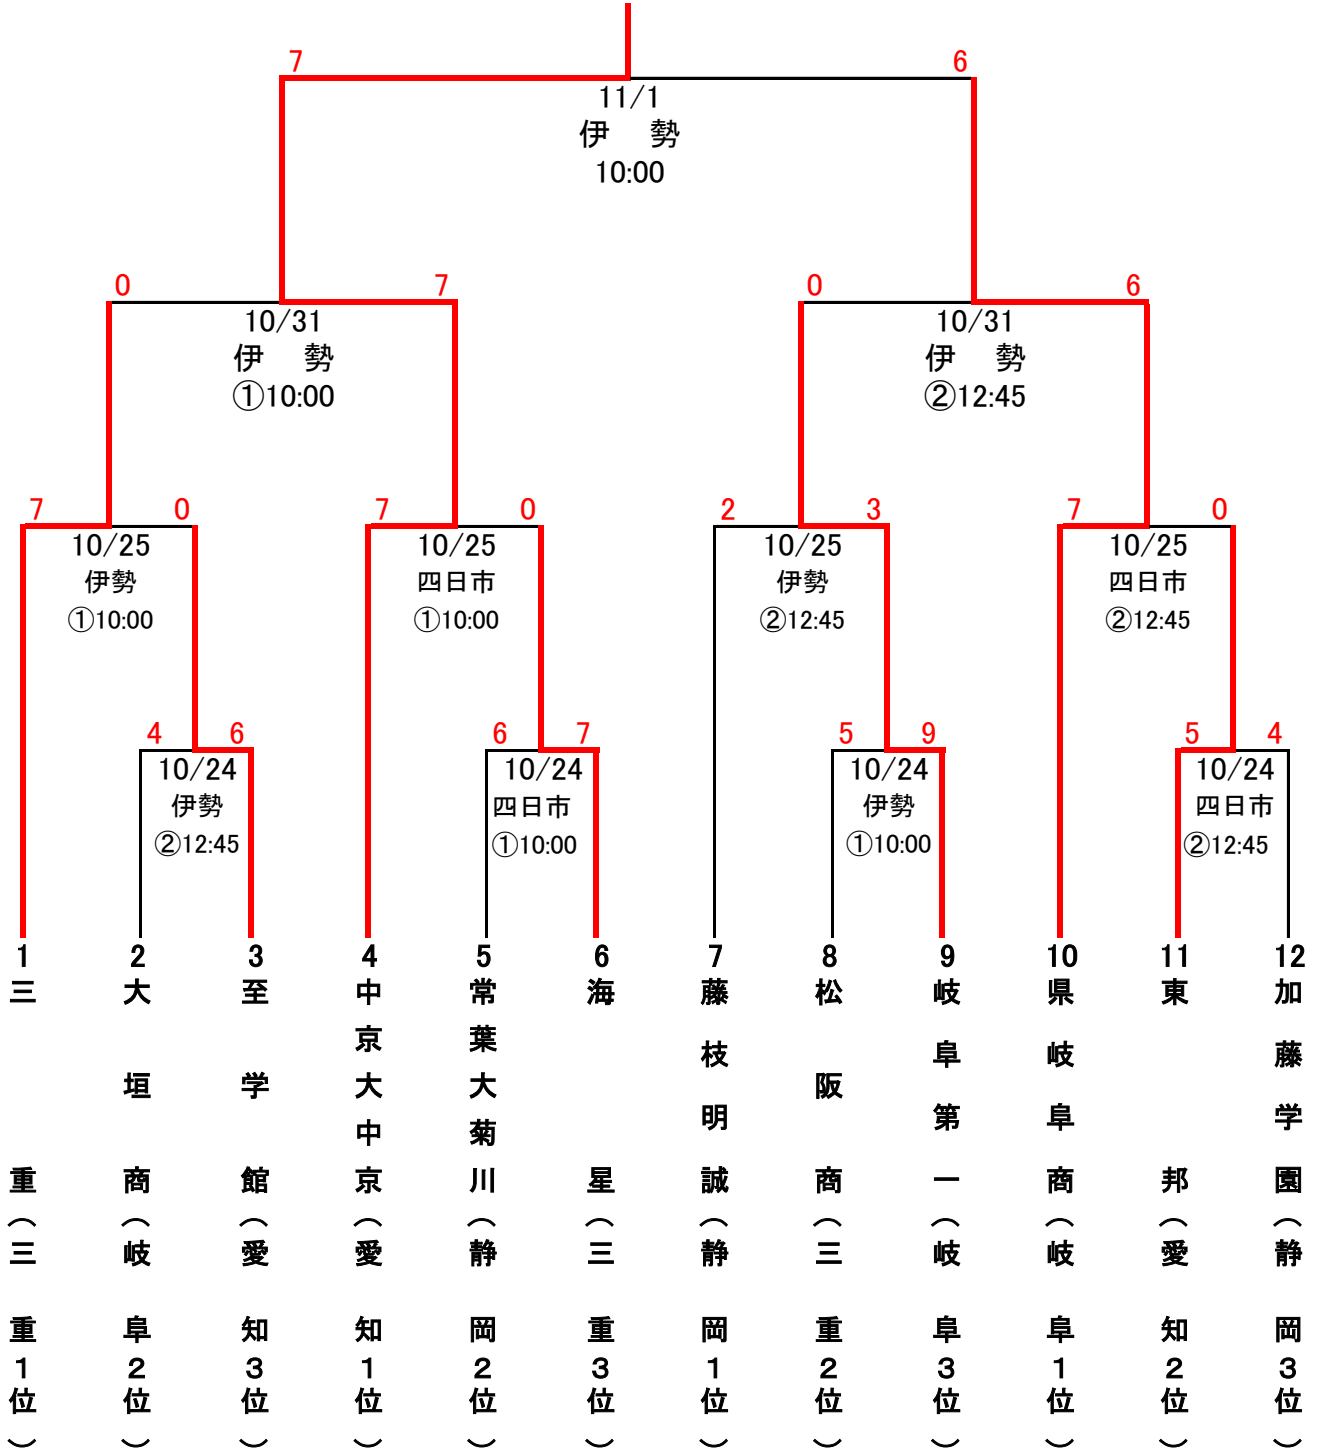 7 6
11/1
伊 勢
10:00
0 7 0 6
10/31 10/31
伊 勢 伊 勢
①10:00 ②12:45
7 0 7 0 2 3 7 0
10/25 10/25 10/25 10/25
伊勢 四日市 伊勢 四日市
①10:00 ①10:00 ②12:45 ②12:45
4 6 6 7 5 9 5 4
10/24 10/24 10/24 10/24
伊勢 四日市 伊勢 四日市
②12:45 ①10:00 ①10:00 ②12:45
1 2 3 4 5 6 7 8 9 10 11 12
三重(三重1位)
大垣商(岐阜2位)
至学館(愛知3位)
中京大中京(愛知1位)
常葉大菊川(静岡2位)
海星(三重3位)
藤枝明誠(静岡1位)
松阪商(三重2位)
岐阜第一(岐阜3位)
県岐阜商(岐阜1位)
東邦(愛知2位)
加藤学園(静岡3位)